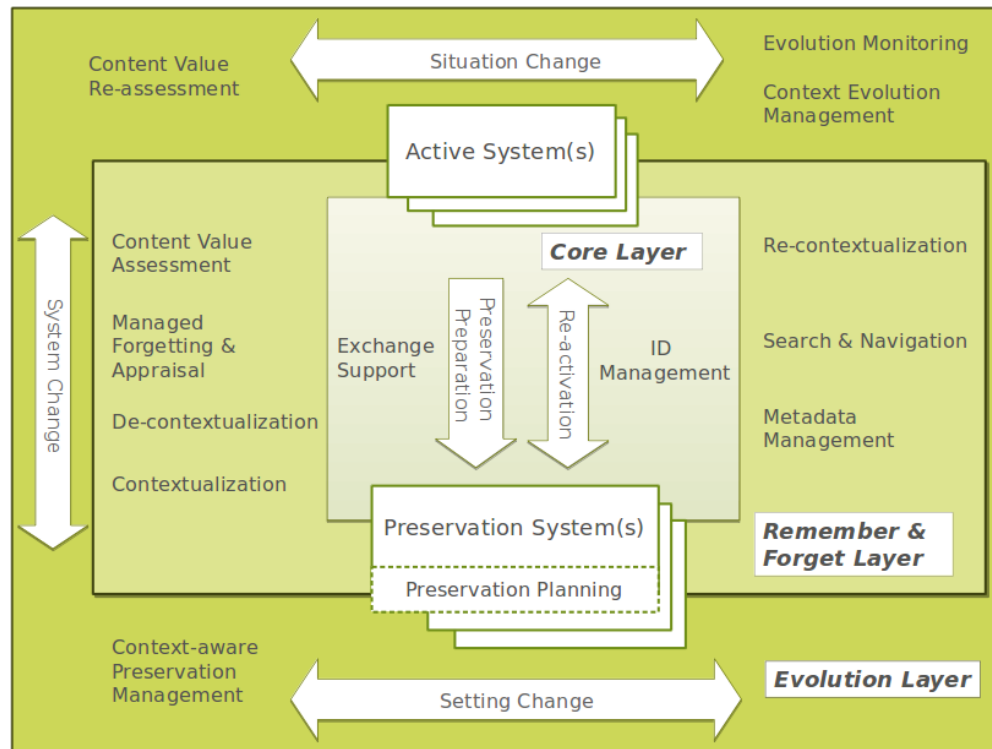 Content Value
Re-assessment
Situation Change
Evolution Monitoring
Context Evolution
Management
Active System(s)
System Change
Content Value
Assessment
Managed
Forgetting &
Appraisal
De-contextualization
Contextualization
Core Layer
Exchange
Support
Preservation
Preparation
Re-activation
ID
Management
Re-contextualization
Search & Navigation
Metadata
Management
Preservation System(s)
Preservation Planning
Remember &
Forget Layer
Context-aware
Preservation
Management
Setting Change
Evolution Layer